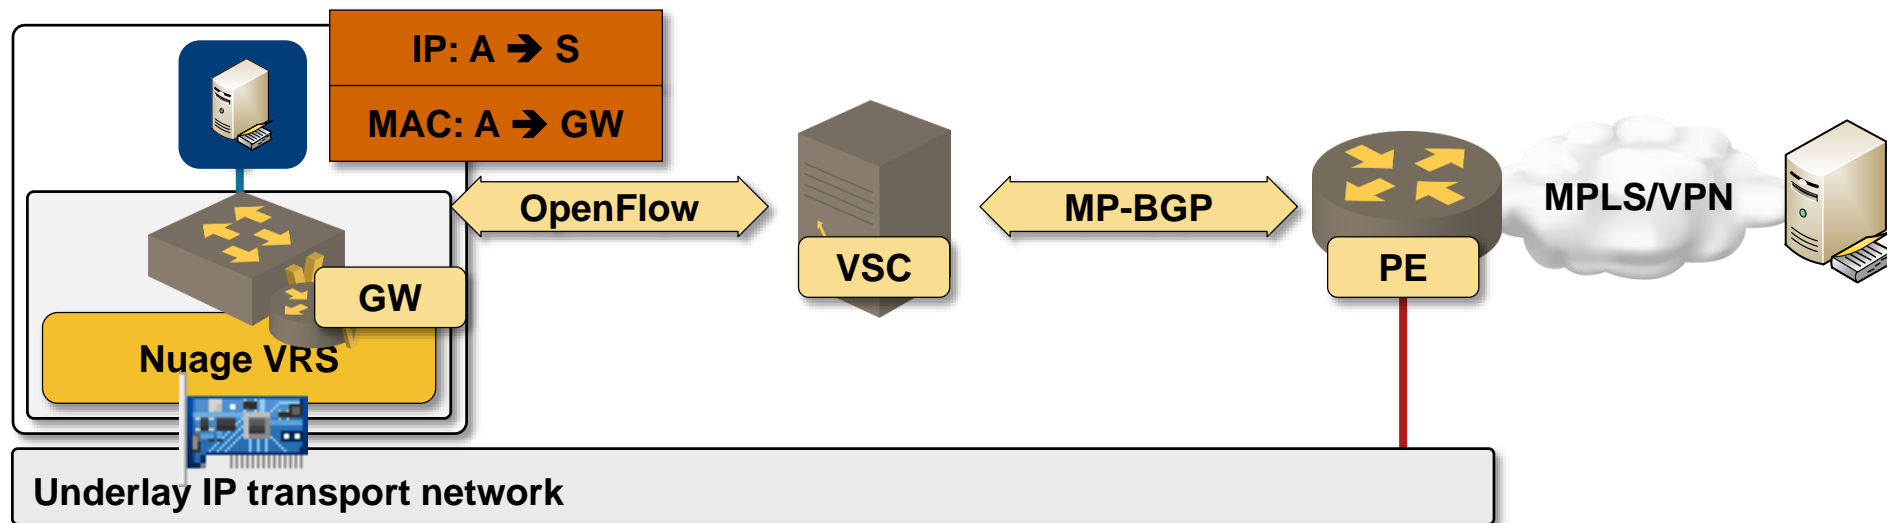 IP: A ➔ S
MAC: A ➔ GW
OpenFlow
MP-BGP
MPLS/VPN
VSC
PE
GW
Nuage VRS
Underlay IP transport network